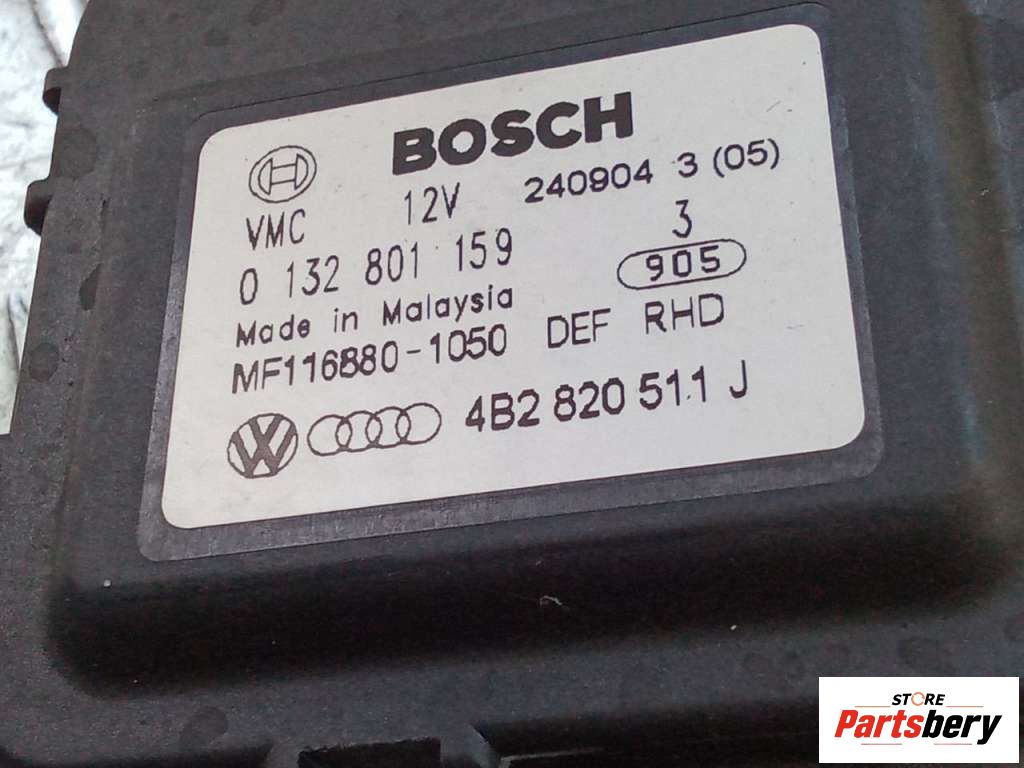 BOSCH
VMC 12V 240904 3 (05)
0 132 801 159 3
905
Made in Malaysia
MF116880-1050 DEF RHD
4B2 820 511 J
STORE
Partsbery